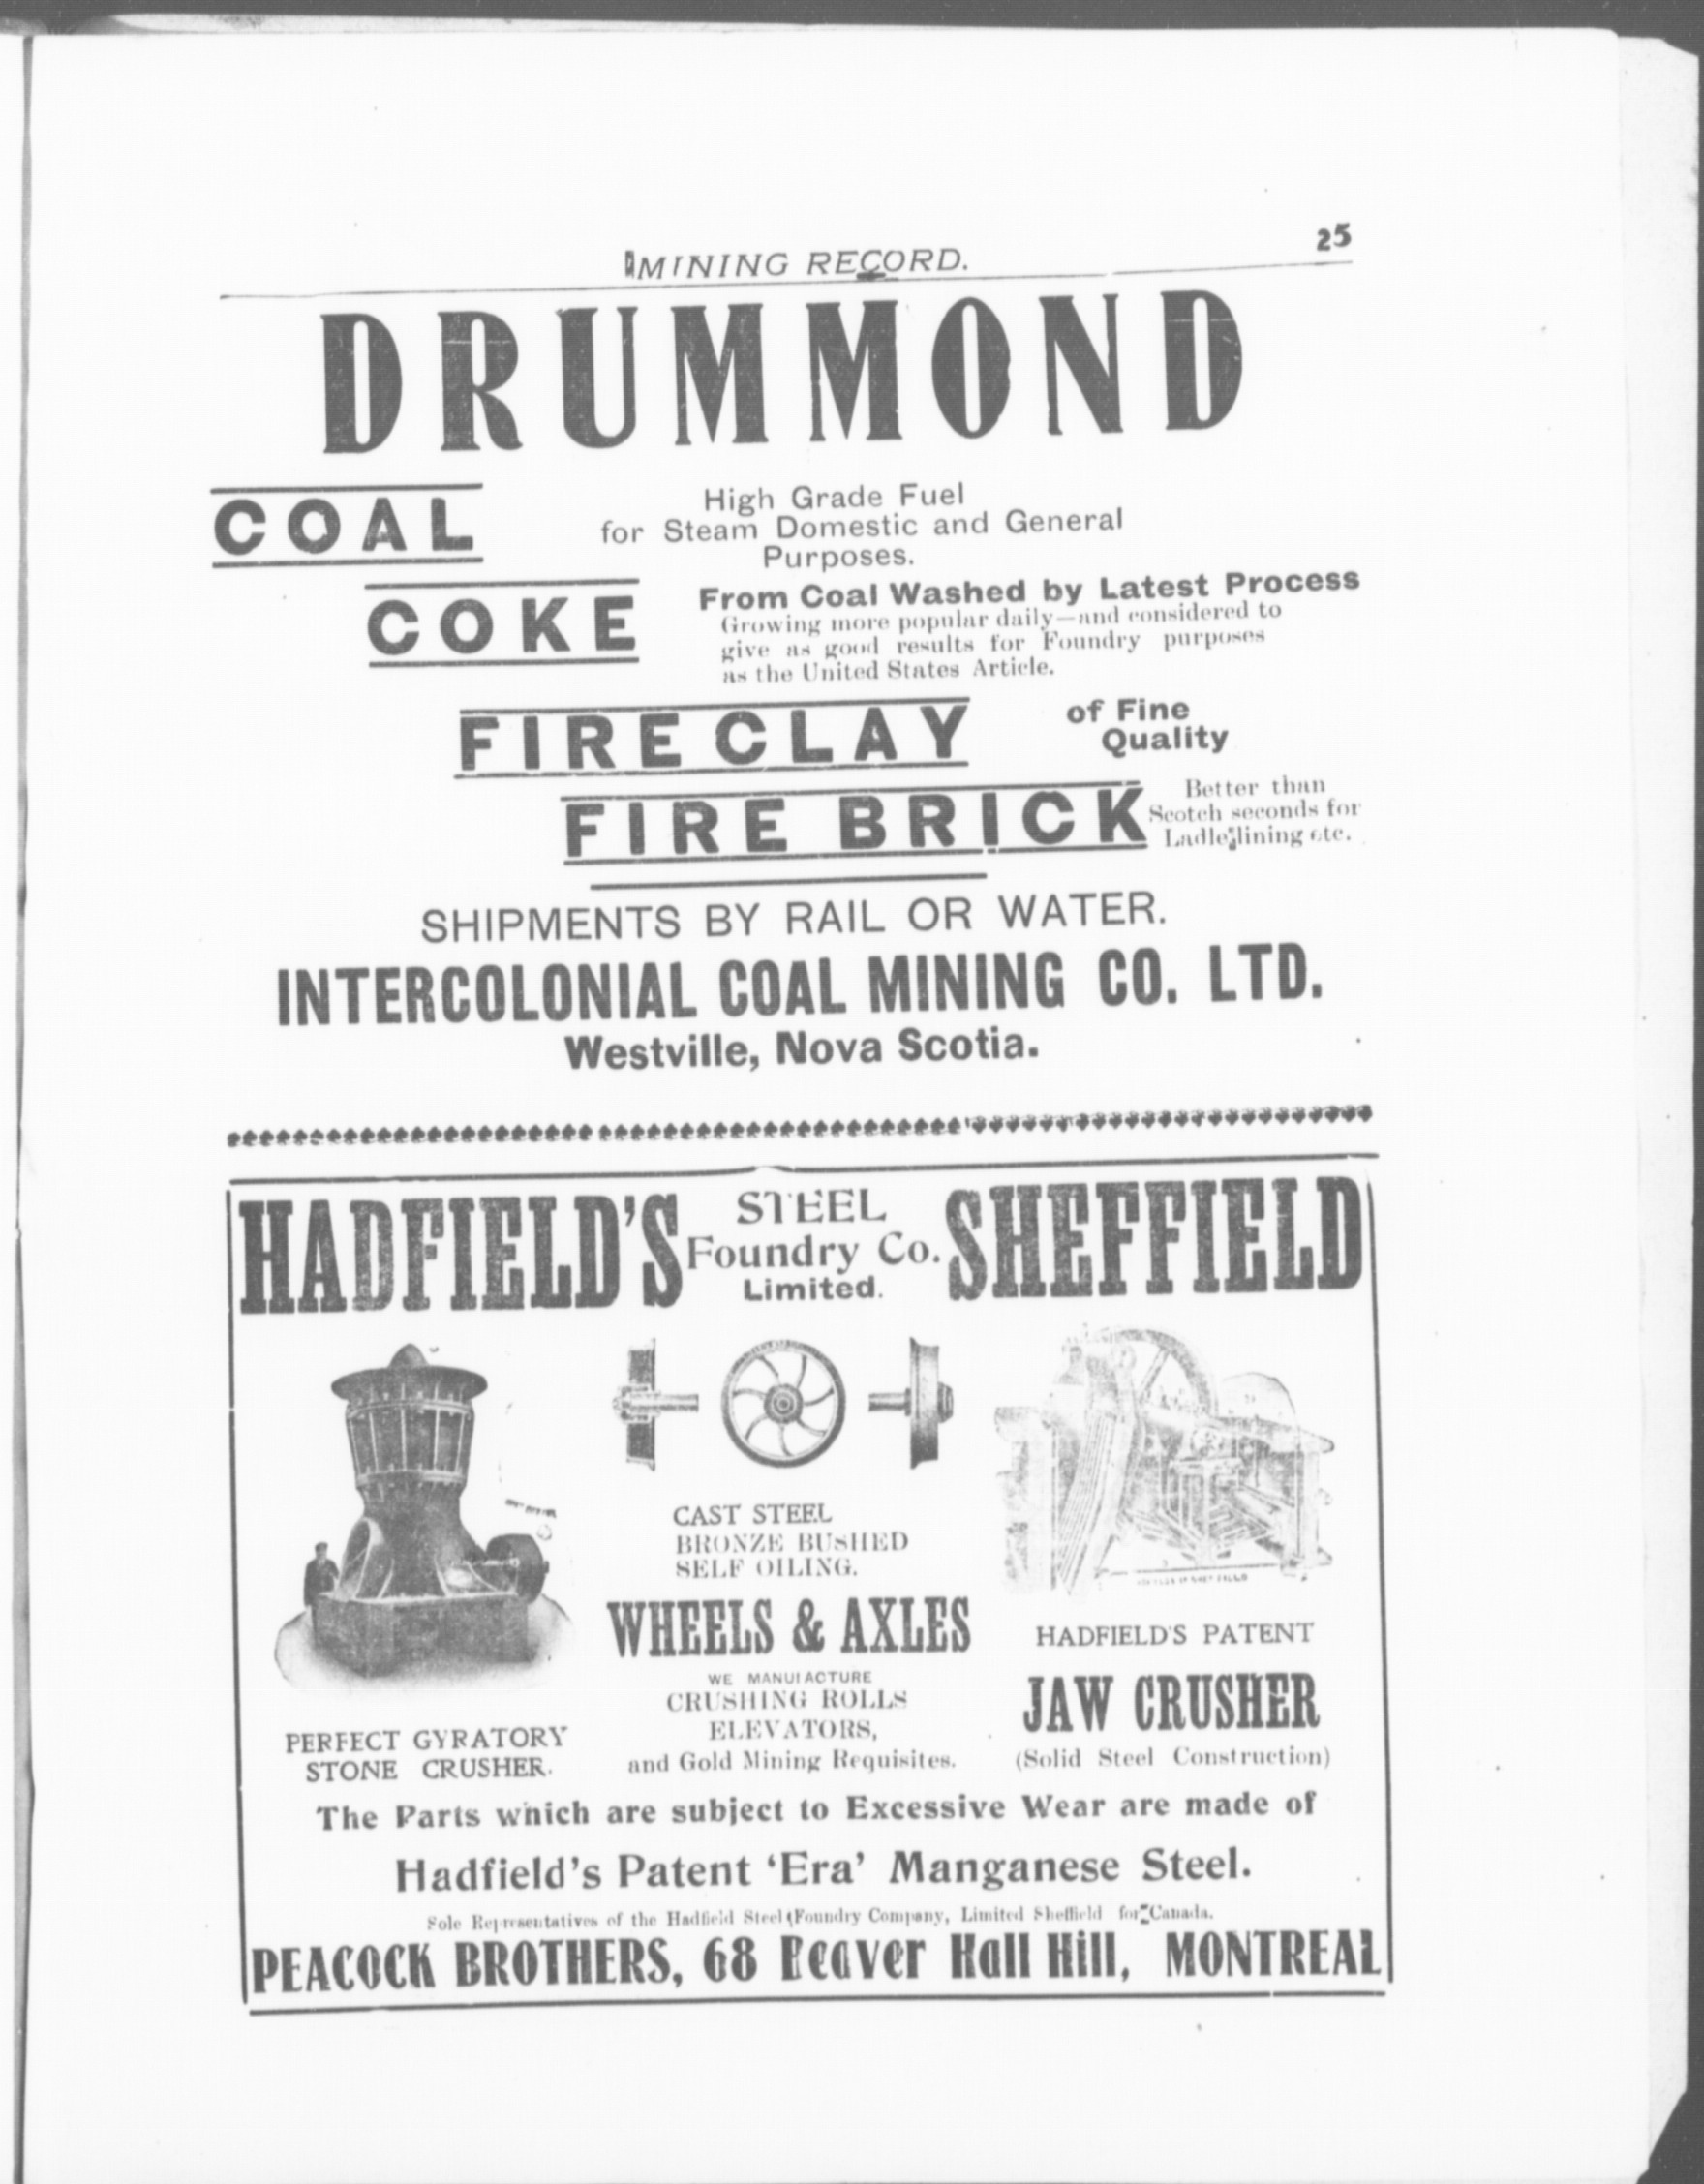 MINING RECORD.
25
DRUMMOND
COAL
High Grade Fuel
for Steam Domestic and General
Purposes.
COKE
From Coal Washed by Latest Process
Growing more popular daily—and considered to
give as good results for Foundry purposes
as the United States Article.
FIRECLAY
of Fine
Quality
FIRE BRICK
Better than
Scotch seconds for
Ladle lining etc.
SHIPMENTS BY RAIL OR WATER.
INTERCOLONIAL COAL MINING CO. LTD.
Westville, Nova Scotia.
HADFIELD'S
STEEL
Foundry Co.
Limited.
SHEFFIELD
PERFECT GYRATORY
STONE CRUSHER.
CAST STEEL
BRONZE BUSHED
SELF OILING.
WHEELS & AXLES
WE MANUFACTURE
CRUSHING ROLLS
ELEVATORS,
and Gold Mining Requisites.
HADFIELD'S PATENT
JAW CRUSHER
(Solid Steel Construction)
The Parts which are subject to Excessive Wear are made of
Hadfield's Patent 'Era' Manganese Steel.
Sole Representatives of the Hadfield Steel Foundry Company, Limited Sheffield for Canada.
PEACOCK BROTHERS, 68 Beaver Hall Hill, MONTREAL